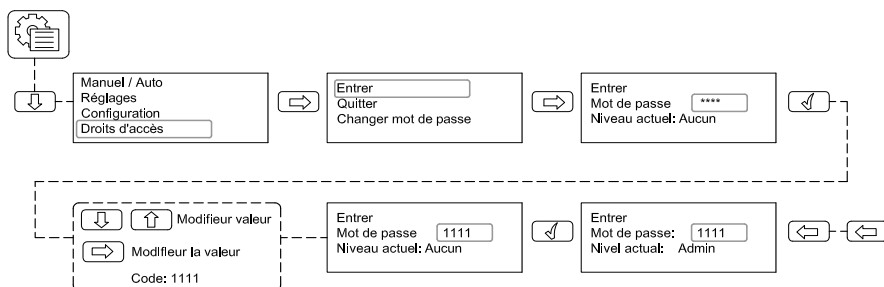 Manuel / Auto
Réglages
Configuration
Droits d'accès
Entrer
Quitter
Changer mot de passe
Entrer
Mot de passe ****
Niveau actuel: Aucun
Modifieur valeur
Modifieur la valeur
Code: 1111
Entrer
Mot de passe 1111
Niveau actuel: Aucun
Entrer
Mot de passe: 1111
Nivel actual: Admin